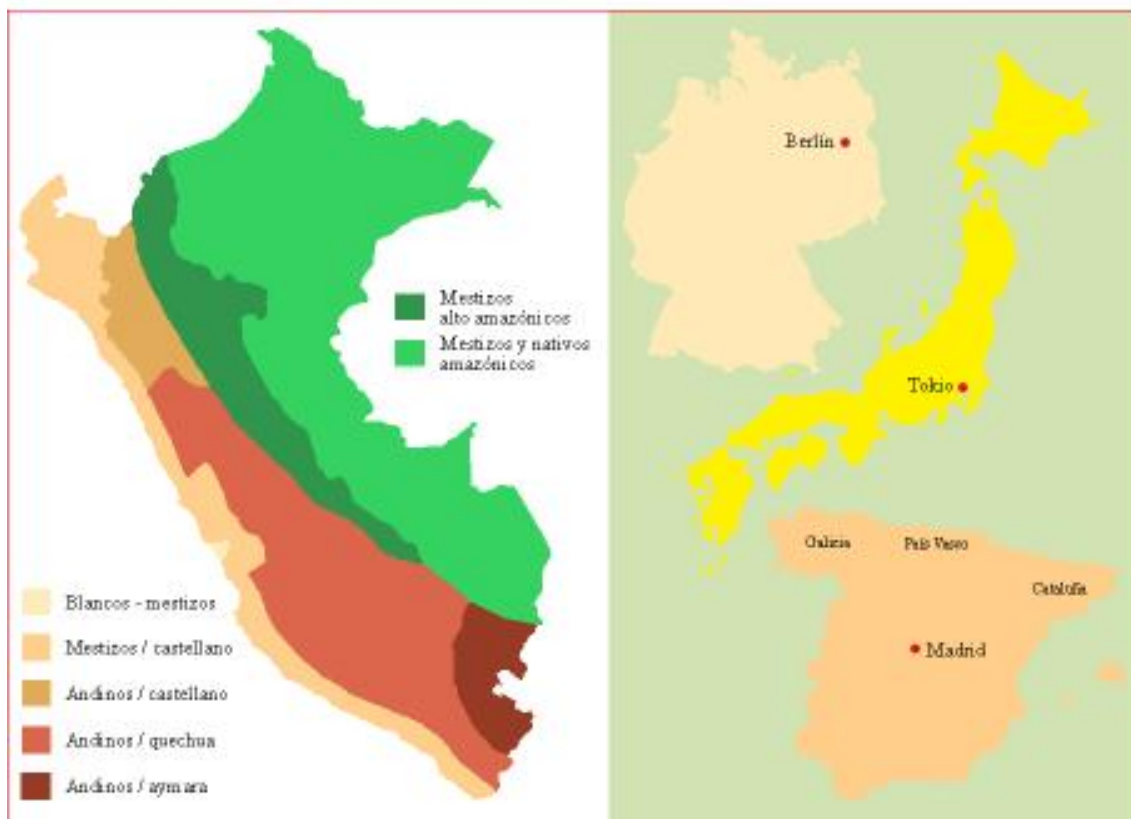 Mestizos
alto amazónicos
Mestizos y nativos
amazónicos
Blancos - mestizos
Mestizos / castellano
Andinos / castellano
Andinos / quechua
Andinos / aymara
Berlín
Tokio
Galizia
País Vasco
Cataluña
Madrid